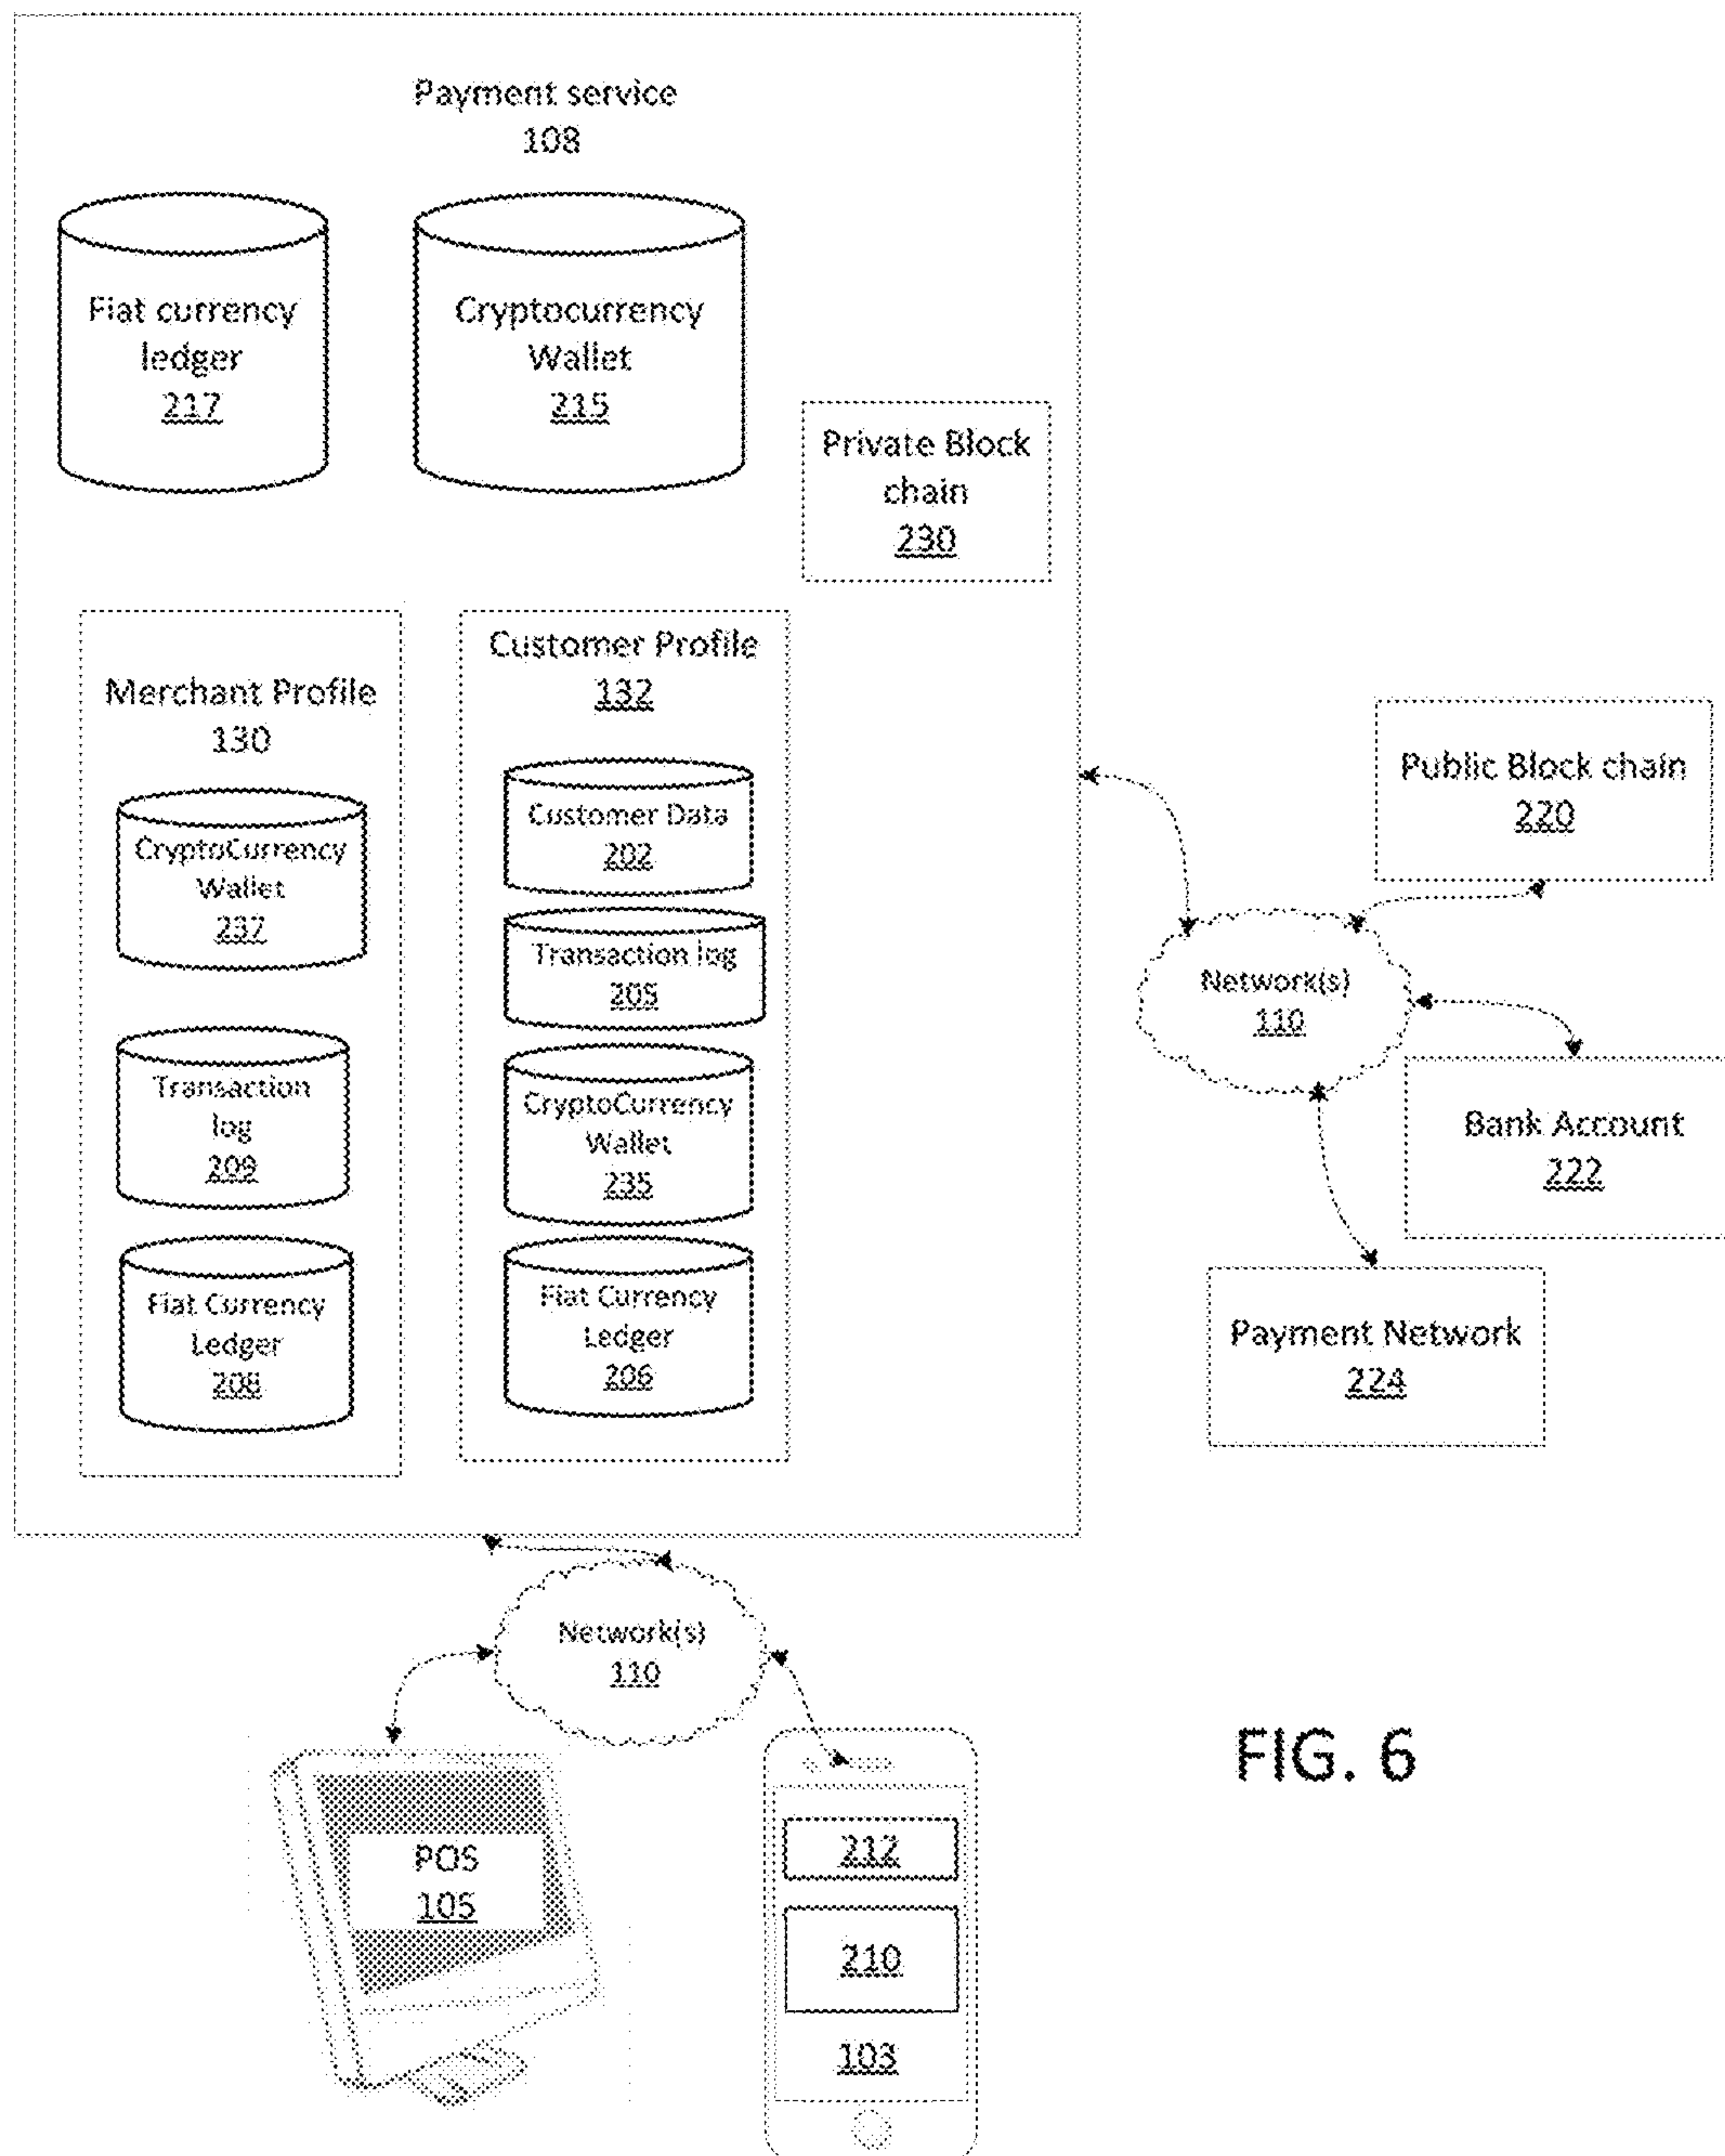 Payment service
108
Fiat currency
ledger
217
Cryptocurrency
Wallet
215
Private Block
chain
230
Merchant Profile
130
CryptoCurrency
Wallet
237
Transaction
log
209
Fiat Currency
Ledger
208
Customer Profile
132
Customer Data
202
Transaction log
205
CryptoCurrency
Wallet
235
Fiat Currency
Ledger
206
Public Block chain
220
Network(s)
110
Bank Account
222
Payment Network
224
Network(s)
110
POS
105
212
210
103
FIG. 6